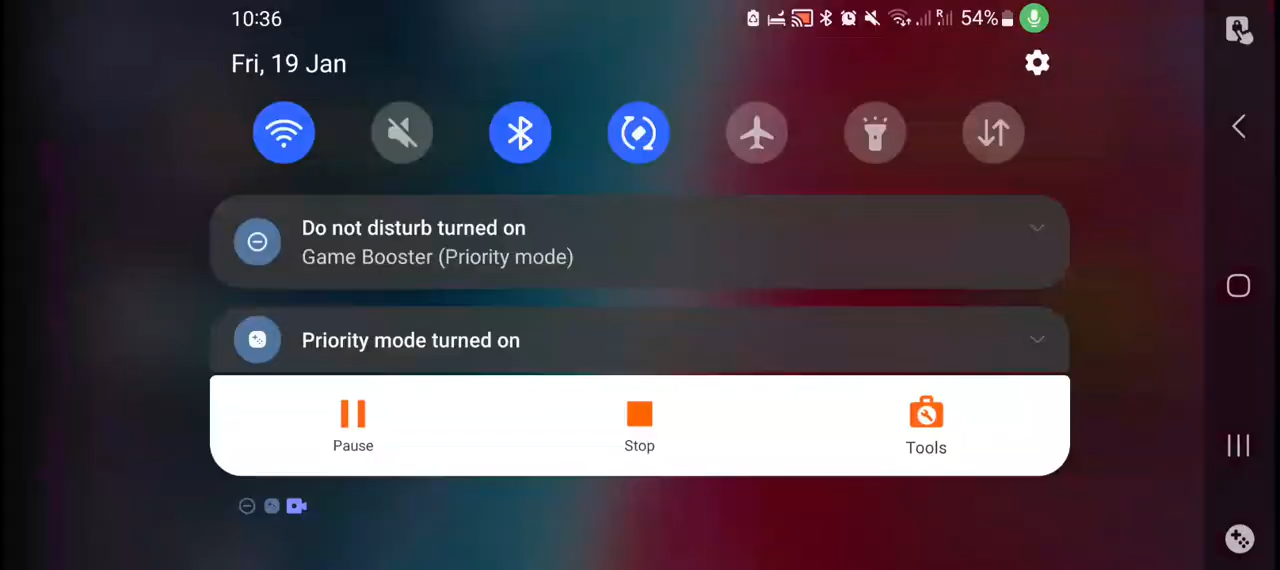 10:36
R
54%
Fri, 19 Jan
Do not disturb turned on
Game Booster (Priority mode)
Priority mode turned on
Pause
Stop
Tools